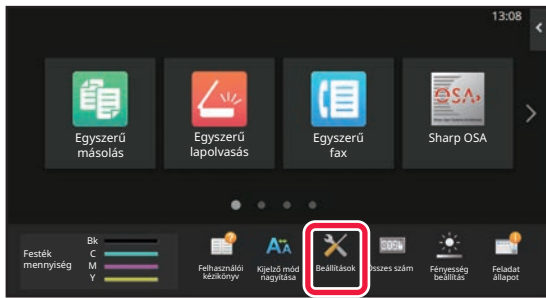 13:08
Egyszerű
másolás
Egyszerű
lapolvasás
Egyszerű
fax
OSA
Sharp OSA
Festék
mennyiség
Bk
C
M
Y
Felhasználói
kézikönyv
Kijelző mód
nagyítása
Beállítások
Összes szám
Fényesség
beállítás
Feladat
állapot